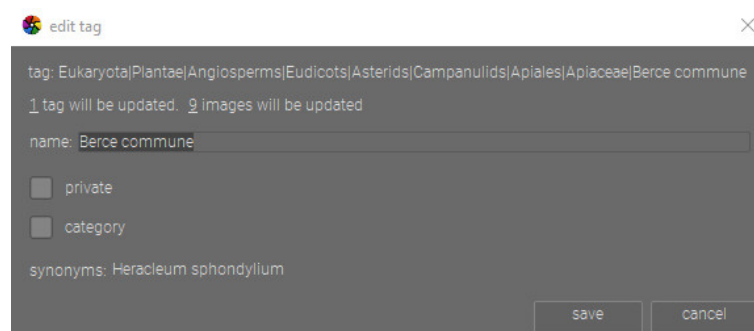 edit tag
tag: Eukaryota|Plantae|Angiosperms|Eudicots|Asterids|Campanulids|Apiales|Apiaceae|Berce commune
1 tag will be updated. 9 images will be updated
name: Berce commune
private
category
synonyms: Heracleum sphondylium
save cancel